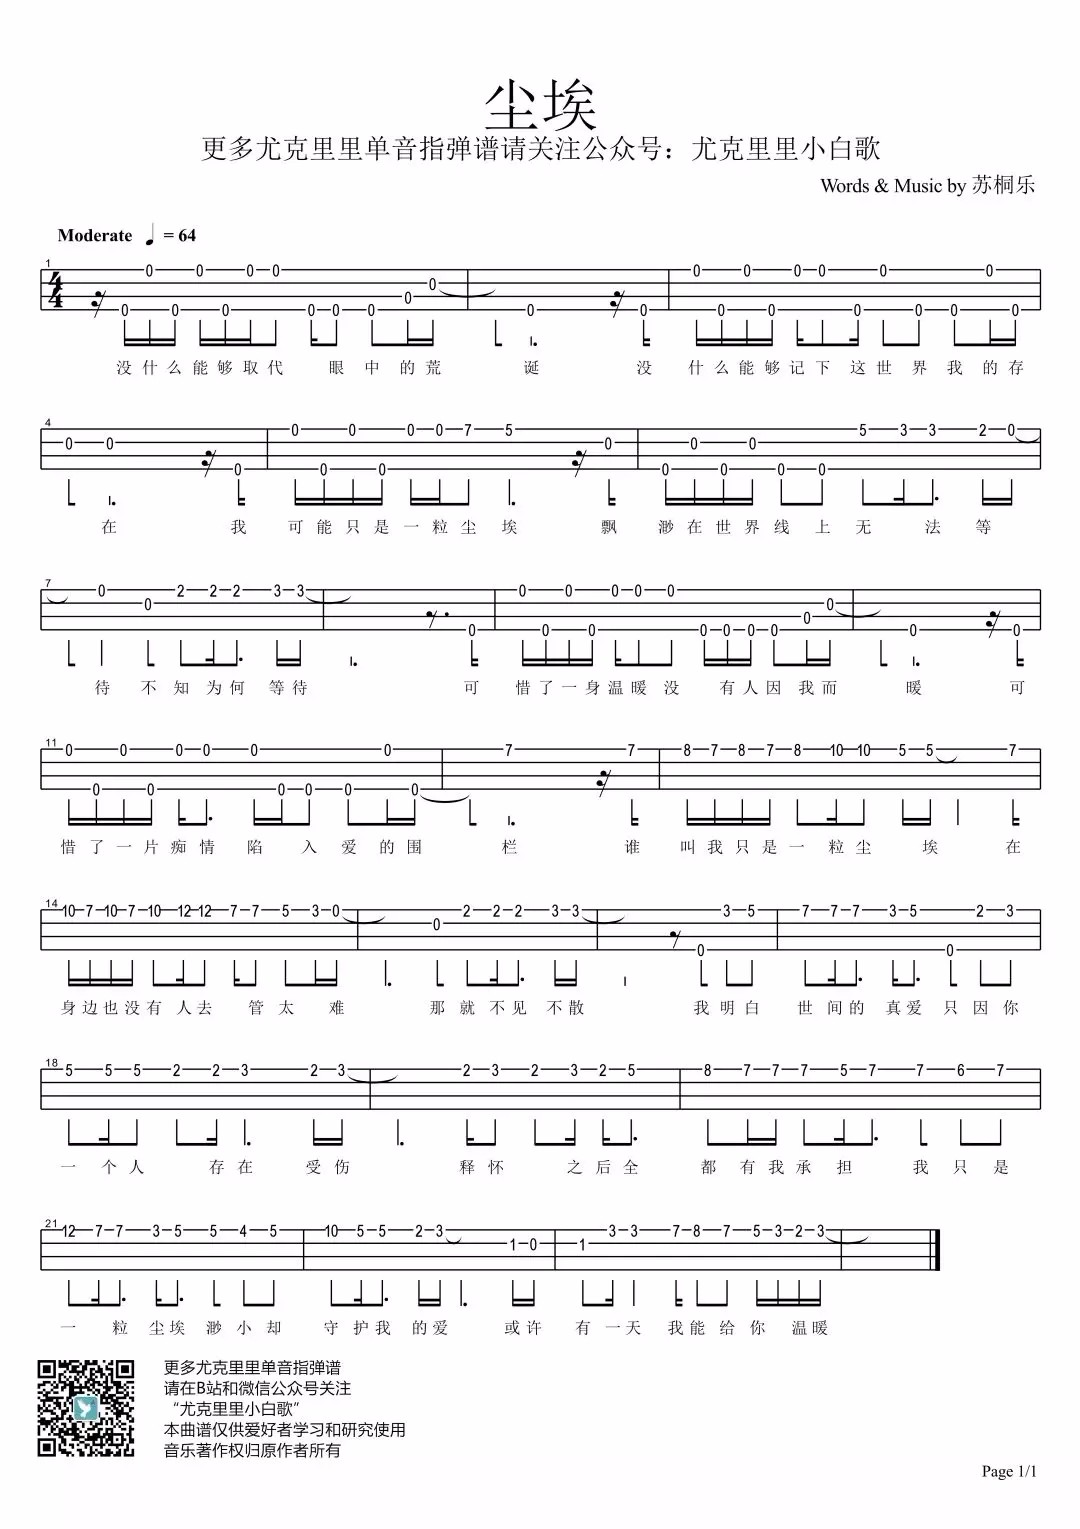 尘埃
更多尤克里里单音指弹谱请关注公众号：尤克里里小白歌
Words & Music by 苏桐乐
Moderate ♩ = 64
1
4 4
0 0 0 0 0 0 0 0 0 0 0 0 0 0 0 0 0 0 0 0 0 0 0 0 0
没什么能够取代 眼中的荒 诞 没 什么能够记下这世界我的存
4
0 0 0 0 0 0 0 0 0 7 5 0 0 0 0 0 0 0 5 3 3 2 0
在 我 可能只是一粒尘埃 飘 渺在世界线上无 法 等
7
0 0 2 2 2 3 3 0 0 0 0 0 0 0 0 0 0 0 0 0 0 0 0
待 不知为何等待 可 惜了一身温暖没 有人因我而 暖 可
11
0 0 0 0 0 0 0 0 0 0 0 0 7 7 8 7 8 7 8 10 10 5 5 7
惜了一片痴情 陷 入 爱的围 栏 谁 叫我只是一粒尘 埃 在
14
10 7 10 7 10 12 12 7 7 5 3 0 0 2 2 2 3 3 0 3 5 7 7 7 3 5 0 2 3
身边也没有人去 管太 难 那就不见不散 我明白 世间的真爱只因你
18
5 5 5 2 2 3 2 3 2 3 2 3 2 5 8 7 7 7 5 7 7 6 7
一 个人 存在 受伤 释怀 之后全 都有我承担 我只是
21
12 7 7 3 5 5 4 5 10 5 5 2 3 1 0 1 3 3 7 8 7 5 3 2 3
一 粒 尘埃渺小却 守护我的爱 或许 有一天我能给你温暖
更多尤克里里单音指弹谱
请在B站和微信公众号关注
“尤克里里小白歌”
本曲谱仅供爱好者学习和研究使用
音乐著作权归原作者所有
Page 1/1